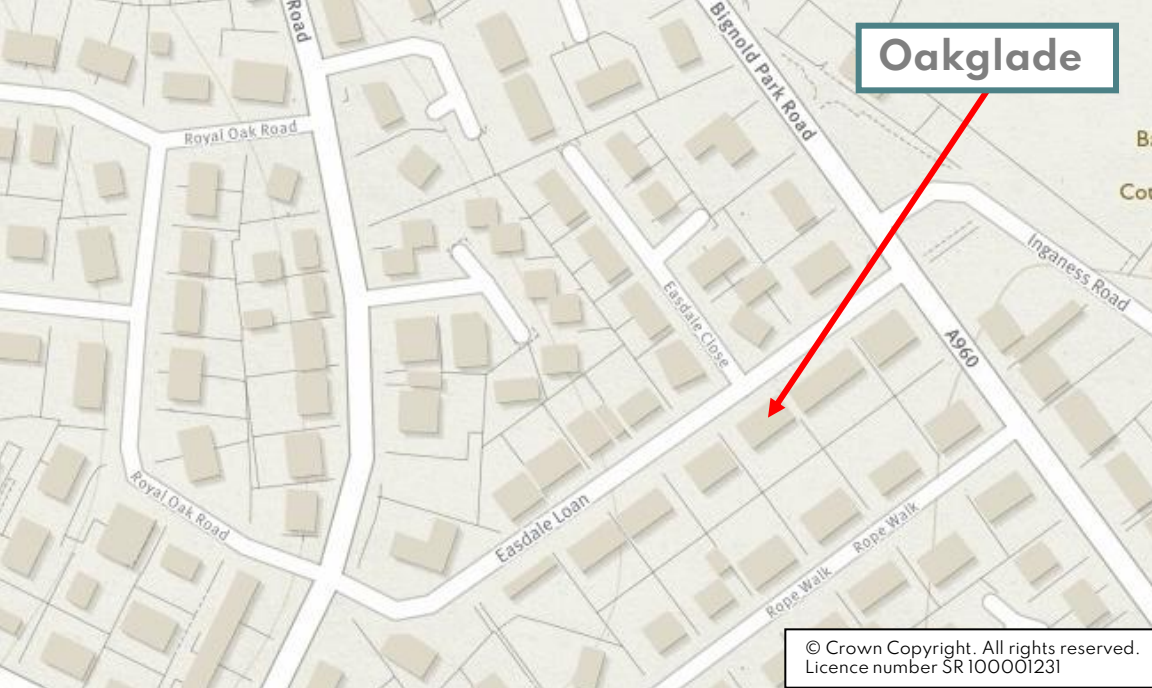 Road
Bignold Park Road
Oakglade
Royal Oak Road
Inganess Road
Easdale Close
A960
Royal Oak Road
Easdale Loan
Rope Walk
Rope Walk
© Crown Copyright. All rights reserved.
Licence number SR 100001231